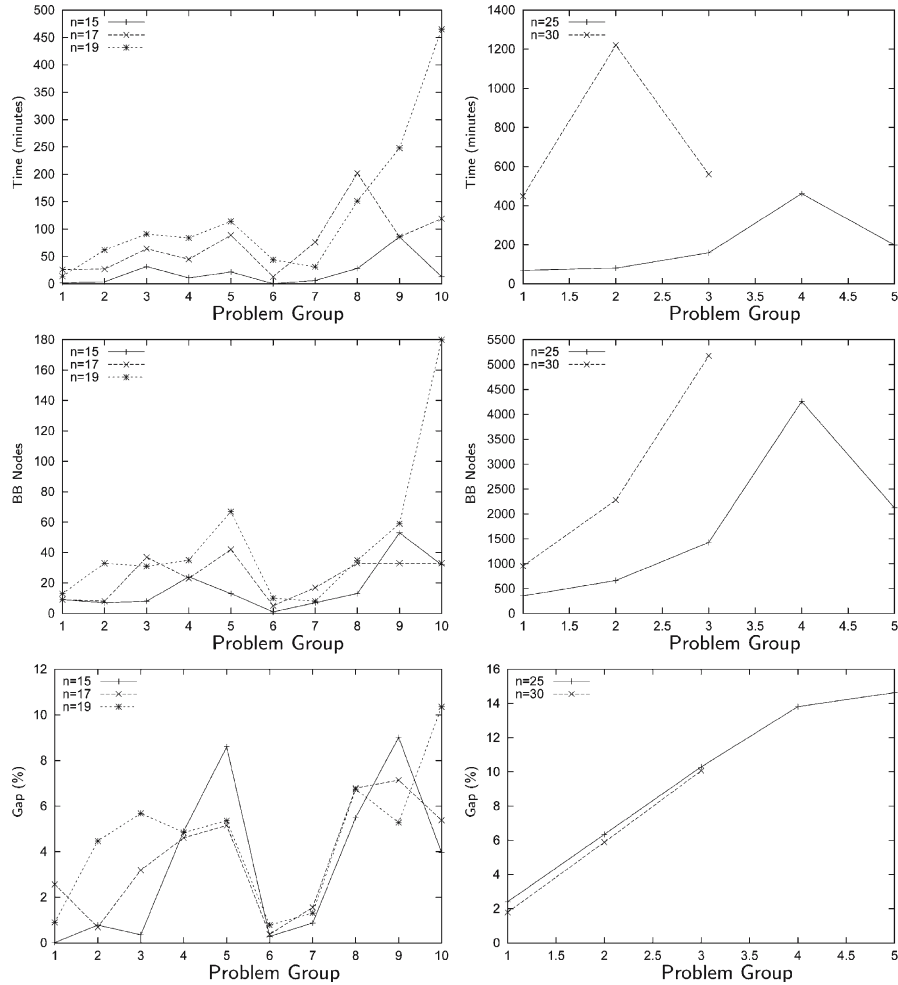 500
450
400
350
300
250
200
150
100
50
0
Time (minutes)
n=15
n=17
n=19
1 2 3 4 5 6 7 8 9 10
Problem Group
1400
1200
1000
800
600
400
200
0
Time (minutes)
n=25
n=30
1 1.5 2 2.5 3 3.5 4 4.5 5
Problem Group
180
160
140
120
100
80
60
40
20
0
BB Nodes
n=15
n=17
n=19
1 2 3 4 5 6 7 8 9 10
Problem Group
5500
5000
4500
4000
3500
3000
2500
2000
1500
1000
500
0
BB Nodes
n=25
n=30
1 1.5 2 2.5 3 3.5 4 4.5 5
Problem Group
12
10
8
6
4
2
0
Gap (%)
n=15
n=17
n=19
1 2 3 4 5 6 7 8 9 10
Problem Group
16
14
12
10
8
6
4
2
0
Gap (%)
n=25
n=30
1 1.5 2 2.5 3 3.5 4 4.5 5
Problem Group